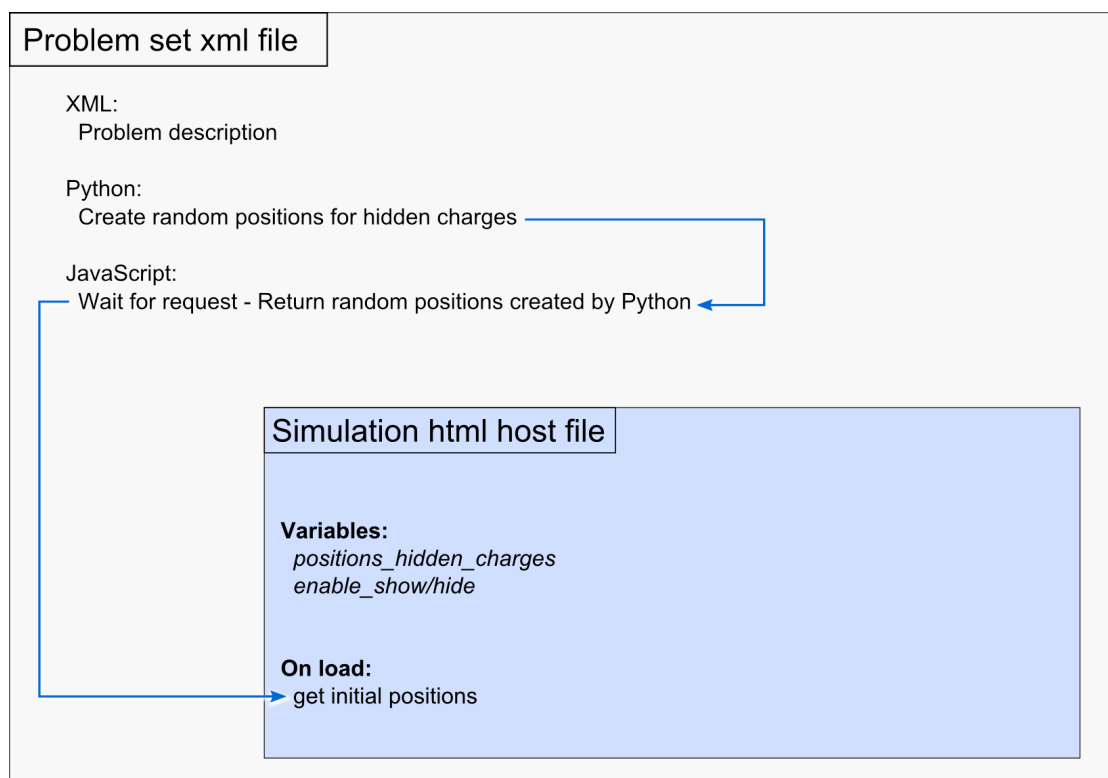 Problem set xml file
XML:
Problem description
Python:
Create random positions for hidden charges
JavaScript:
Wait for request - Return random positions created by Python
Simulation html host file
Variables:
positions_hidden_charges
enable_show/hide
On load:
get initial positions